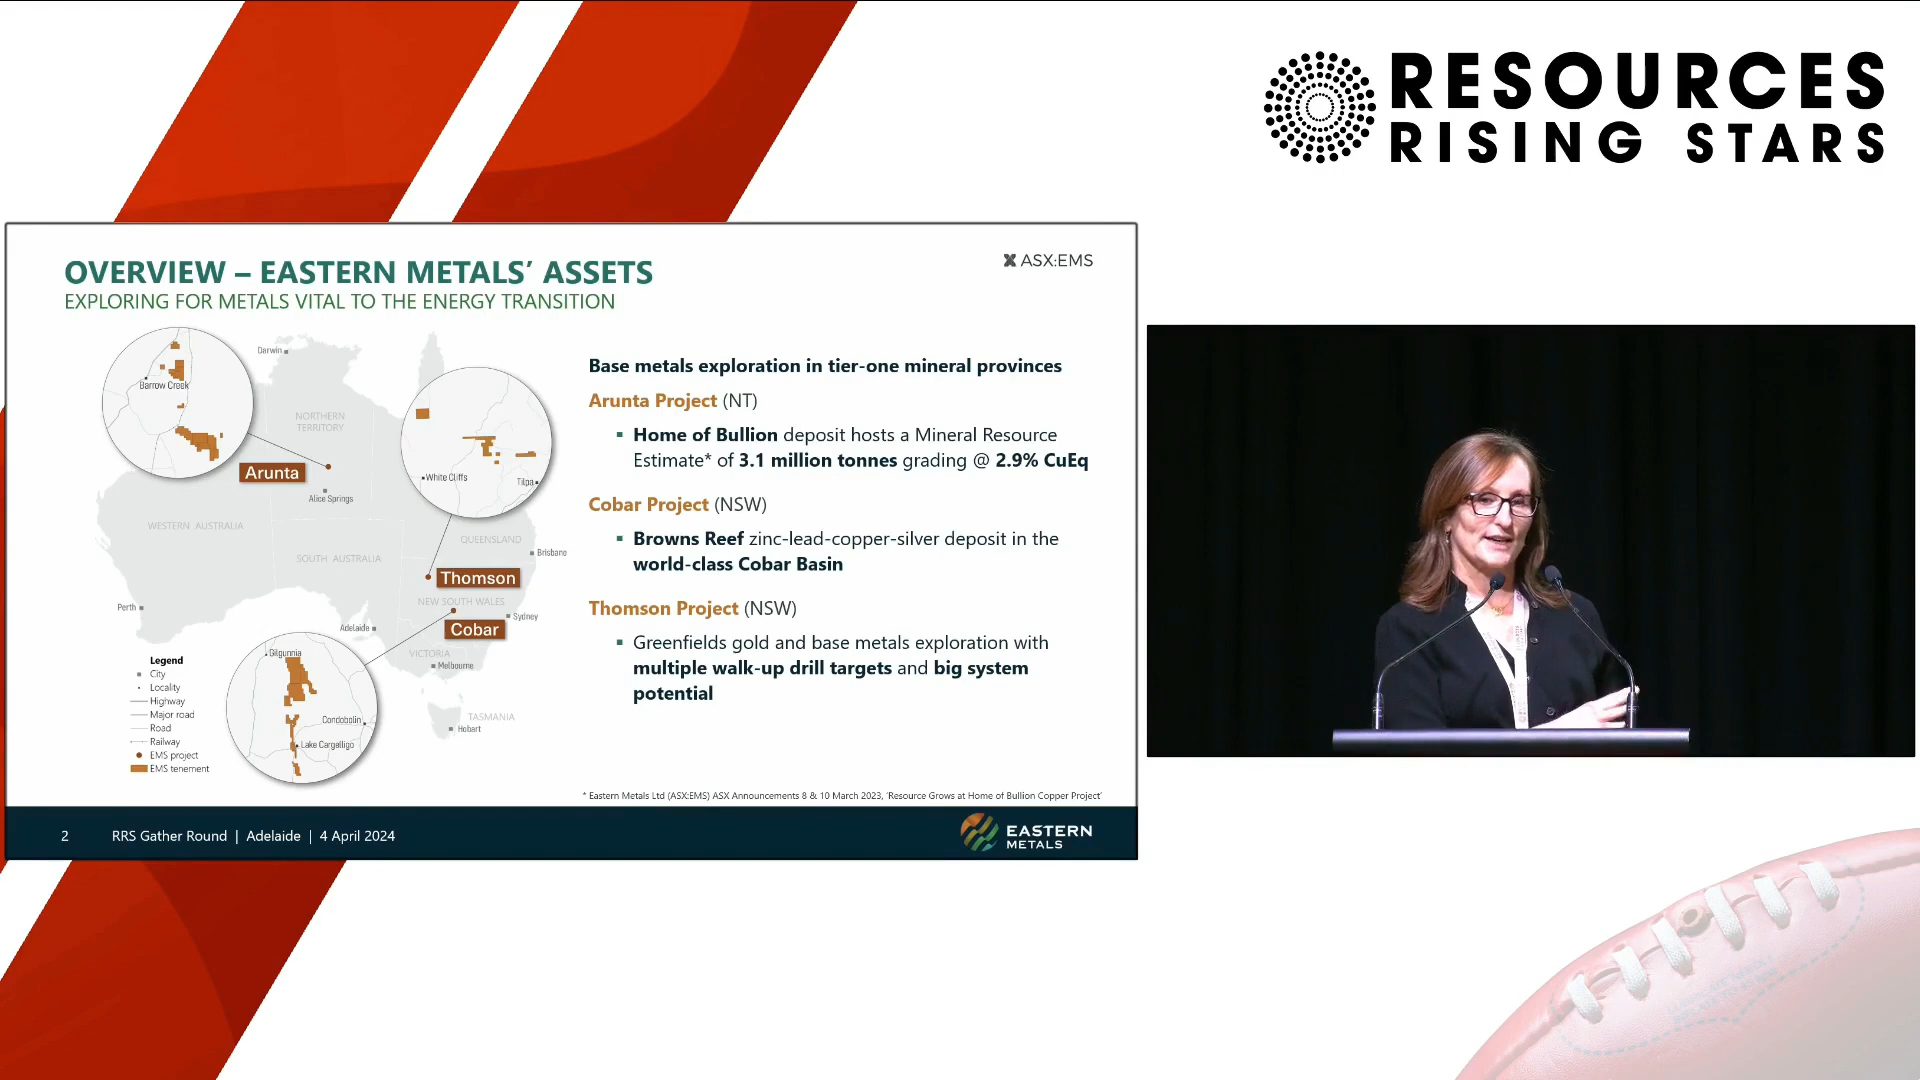 RESOURCES
RISING STARS
OVERVIEW – EASTERN METALS’ ASSETS
EXPLORING FOR METALS VITAL TO THE ENERGY TRANSITION
ASX:EMS
Darwin
Barrow Creek
NORTHERN
TERRITORY
Arunta
Alice Springs
White Cliffs
Tilpa
WESTERN AUSTRALIA
QUEENSLAND
Brisbane
SOUTH AUSTRALIA
Thomson
NEW SOUTH WALES
Perth
Sydney
Adelaide
Cobar
VICTORIA
Melbourne
Gilgunnia
Condobolin
Lake Cargelligo
TASMANIA
Hobart
Legend
City
Locality
Highway
Major road
Road
Railway
EMS project
EMS tenement
Base metals exploration in tier-one mineral provinces
Arunta Project (NT)
▪ Home of Bullion deposit hosts a Mineral Resource
Estimate* of 3.1 million tonnes grading @ 2.9% CuEq
Cobar Project (NSW)
▪ Browns Reef zinc-lead-copper-silver deposit in the
world-class Cobar Basin
Thomson Project (NSW)
▪ Greenfields gold and base metals exploration with
multiple walk-up drill targets and big system
potential
* Eastern Metals Ltd (ASX:EMS) ASX Announcements 8 & 10 March 2023, ‘Resource Grows at Home of Bullion Copper Project’
2 RRS Gather Round | Adelaide | 4 April 2024
EASTERN
METALS